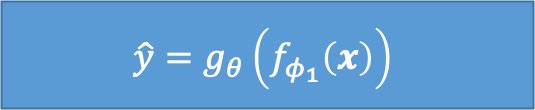 ŷ = g_θ (f_ϕ₁(x))